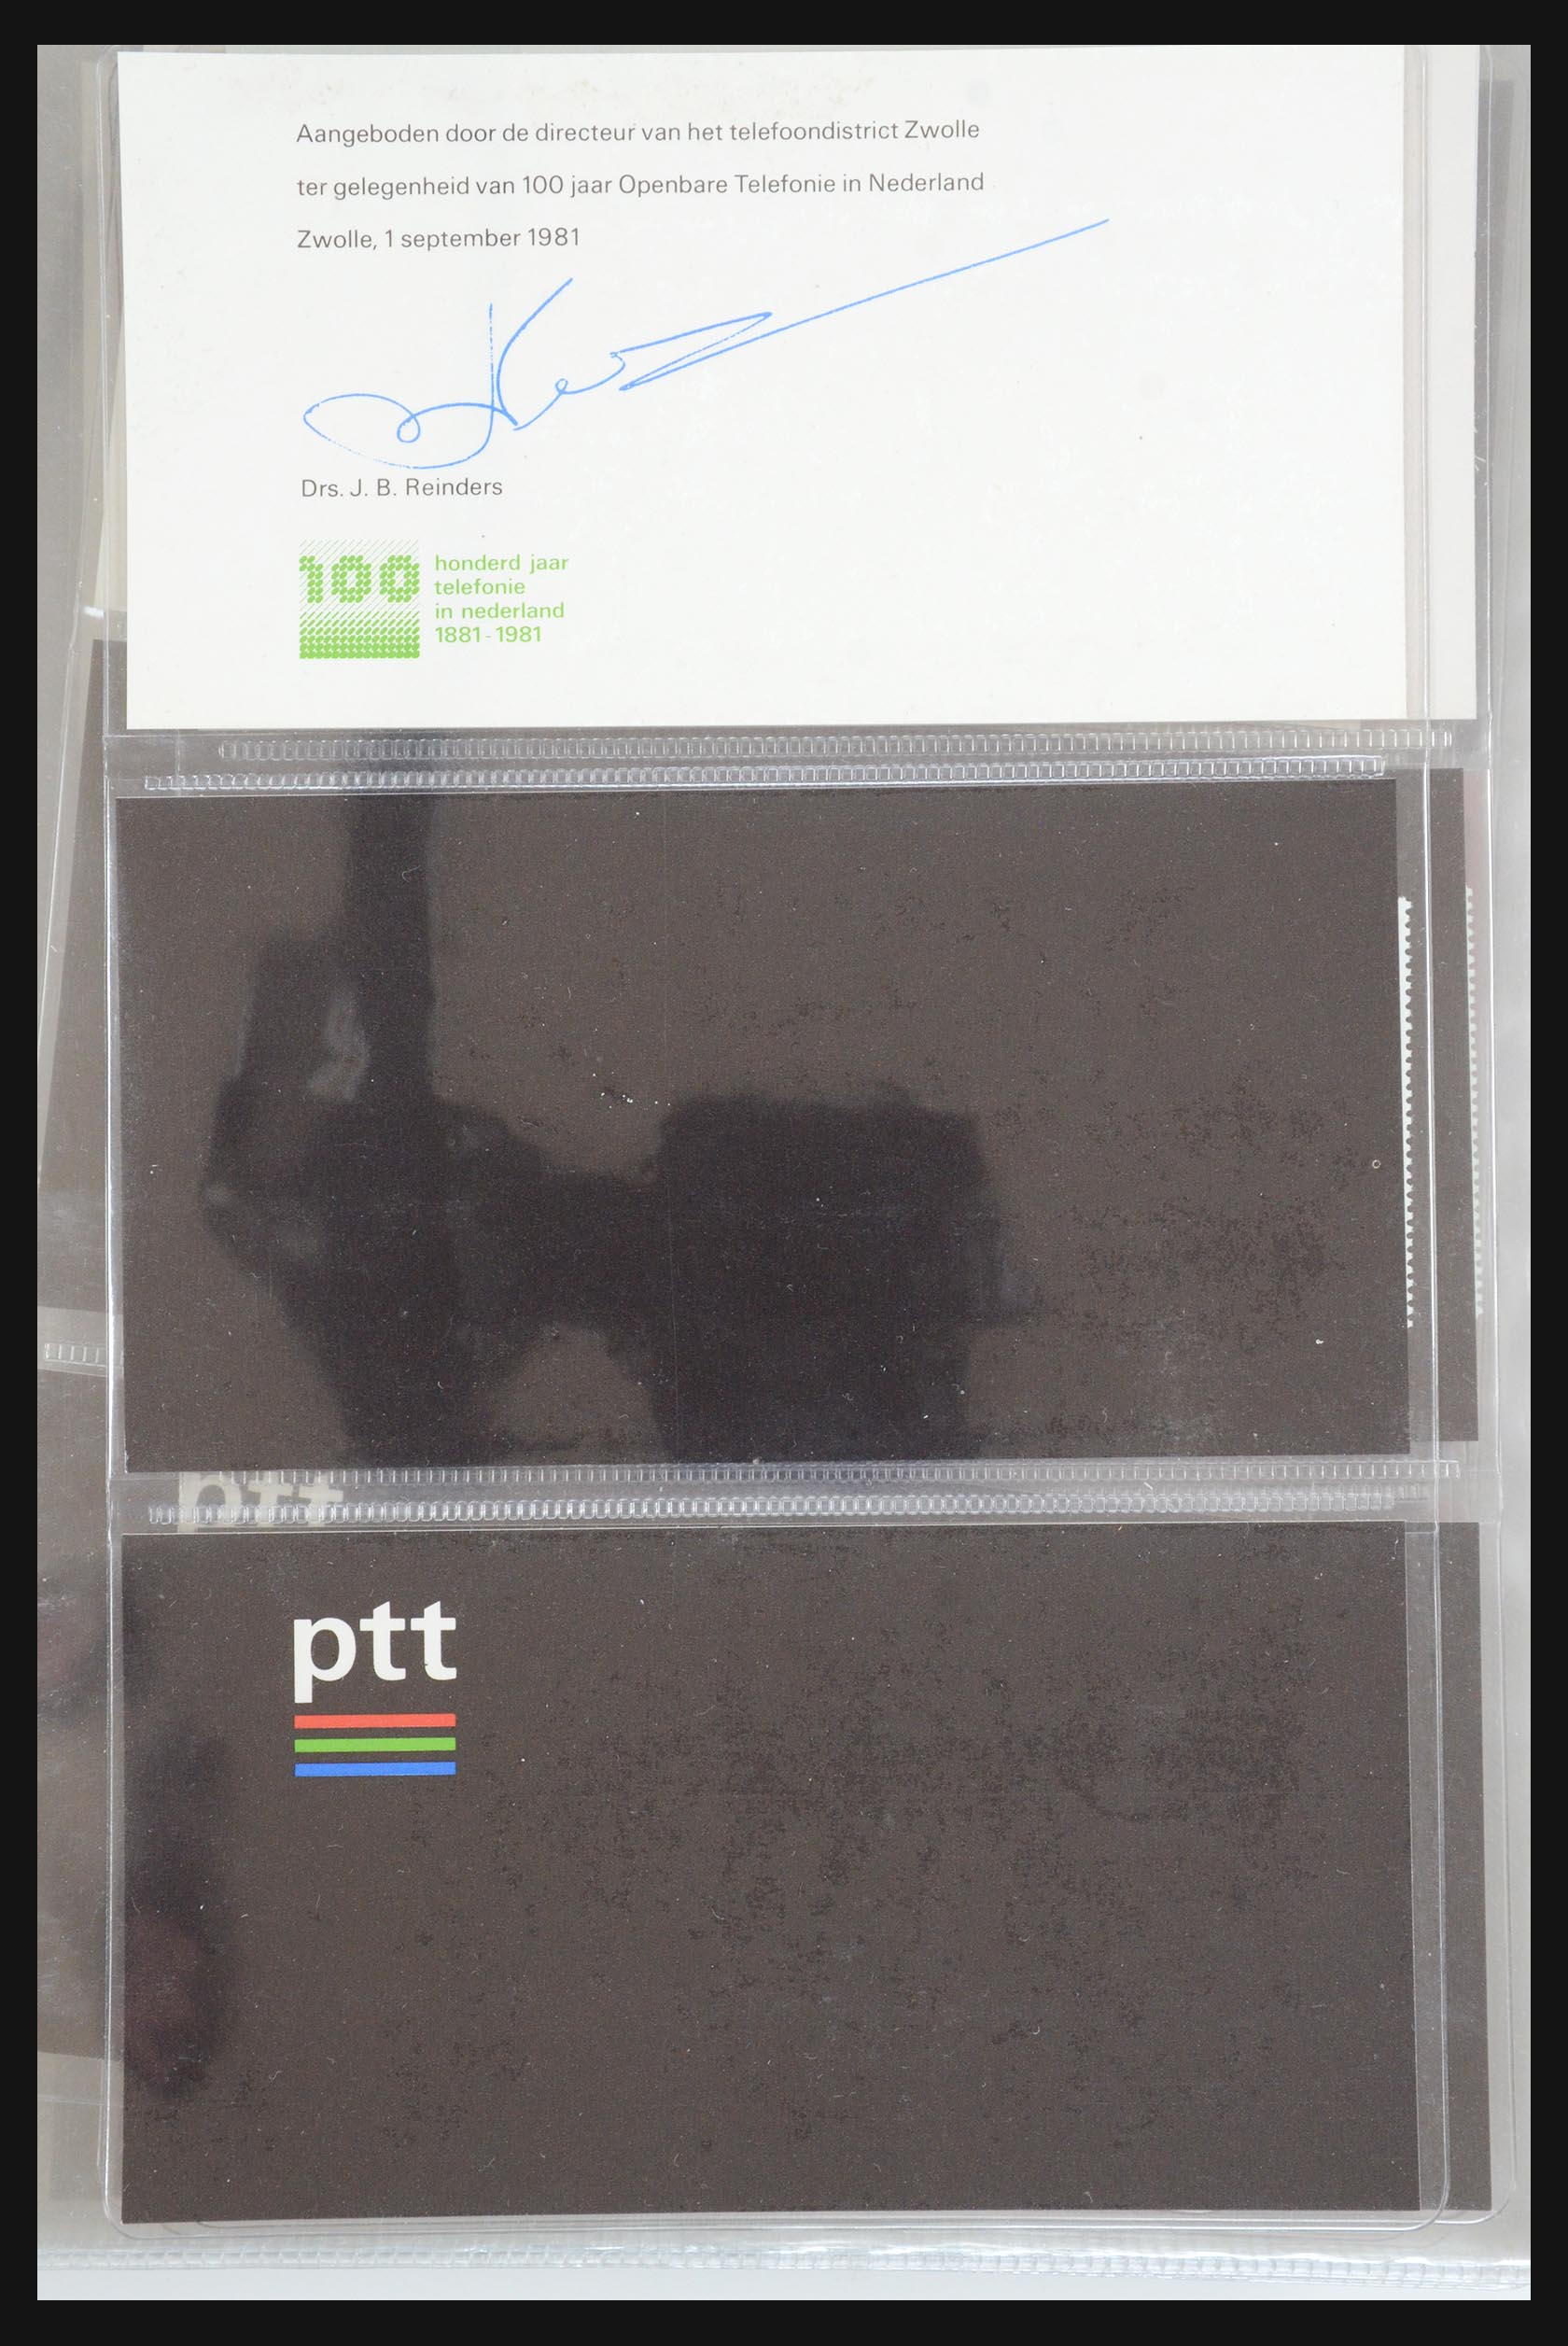 Aangeboden door de directeur van het telefoondistrict Zwolle
ter gelegenheid van 100 jaar Openbare Telefonie in Nederland
Zwolle, 1 september 1981
Drs. J. B. Reinders
100
honderd jaar
telefonie
in nederland
1881-1981
ptt
ptt